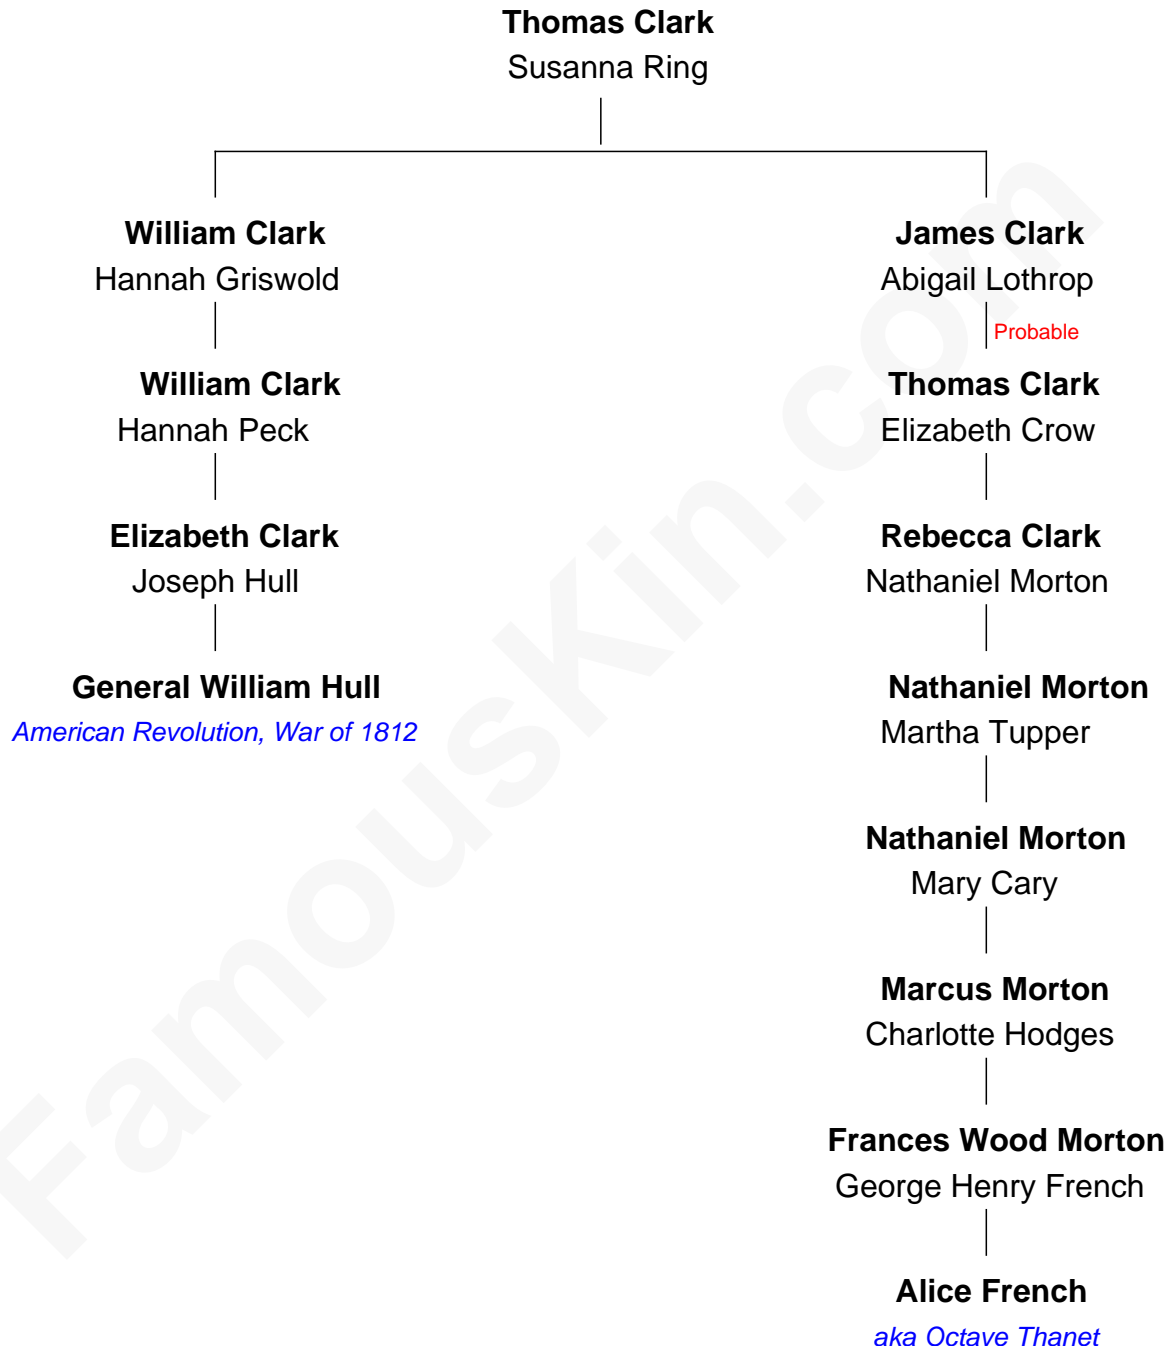 Thomas Clark
Susanna Ring
William Clark
Hannah Griswold
William Clark
Hannah Peck
Elizabeth Clark
Joseph Hull
General William Hull
American Revolution, War of 1812
James Clark
Abigail Lothrop
Probable
Thomas Clark
Elizabeth Crow
Rebecca Clark
Nathaniel Morton
Nathaniel Morton
Martha Tupper
Nathaniel Morton
Mary Cary
Marcus Morton
Charlotte Hodges
Frances Wood Morton
George Henry French
Alice French
aka Octave Thanet
FamousKin.com